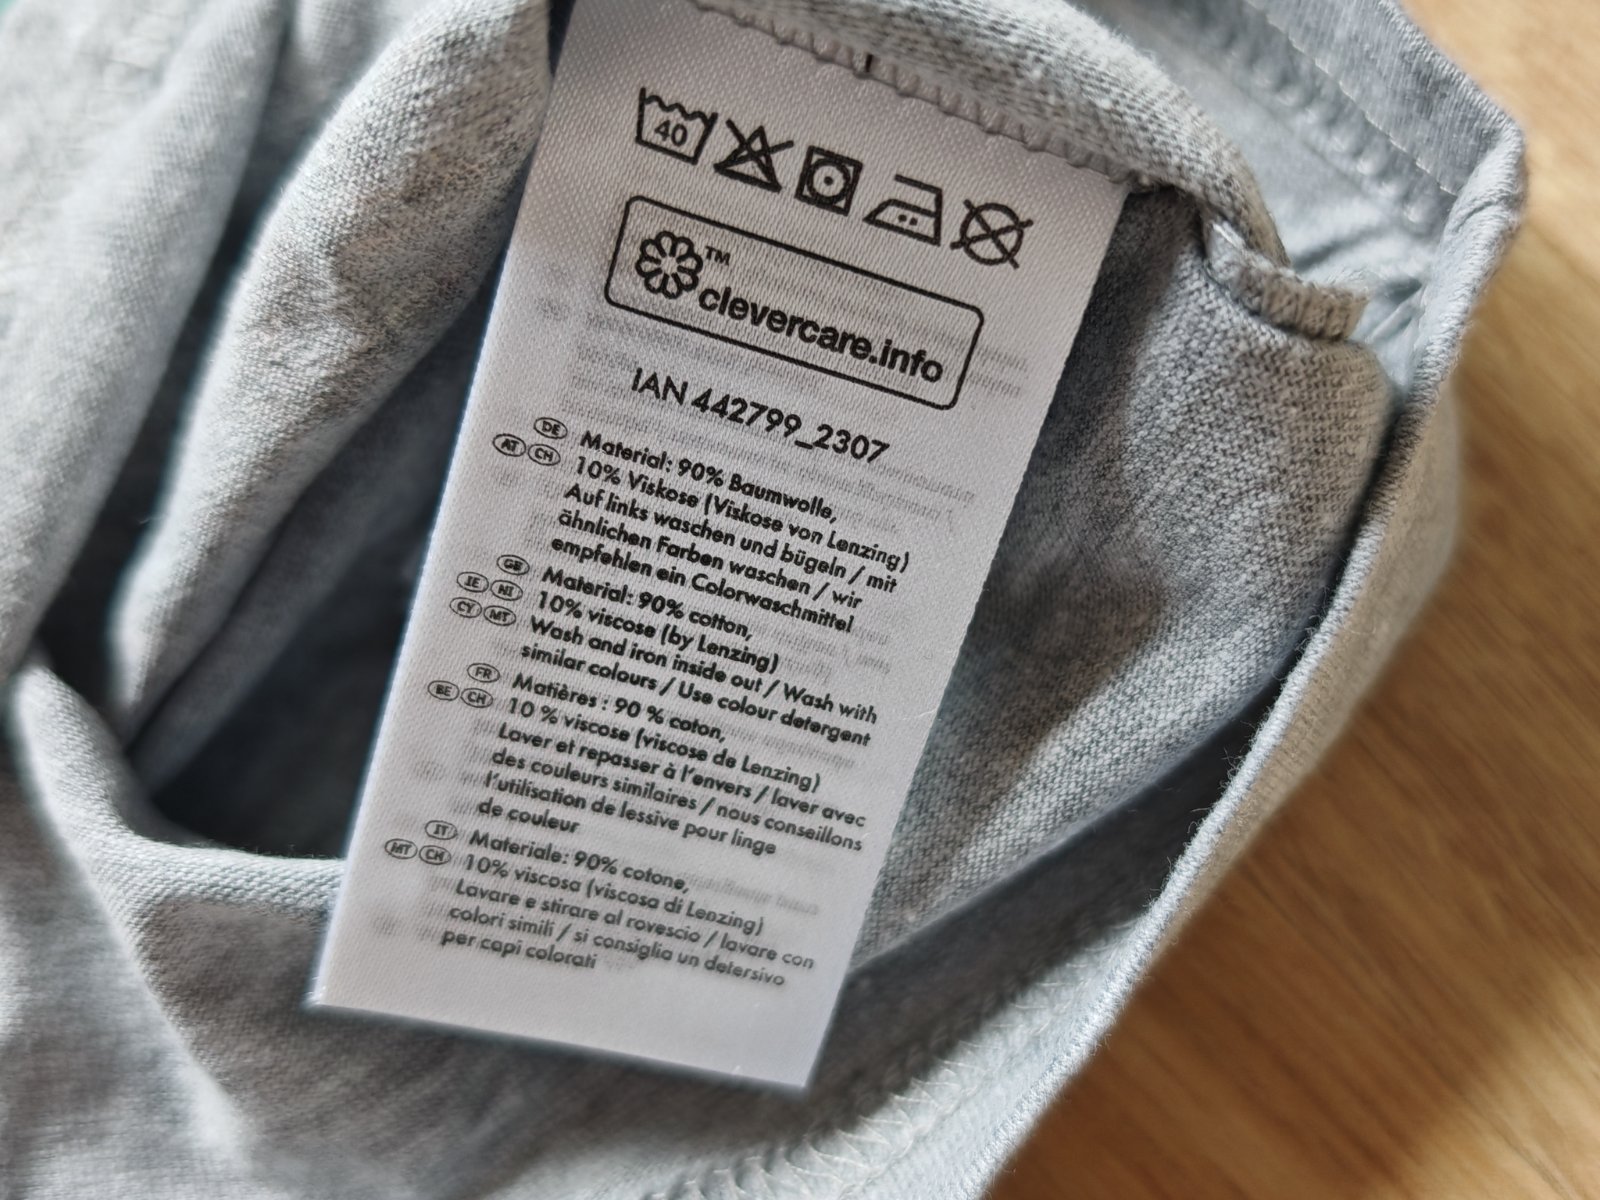 40
TM
clevercare.info
IAN 442799_2307
DE Material: 90% Baumwolle,
AT CH 10% Viskose (Viskose von Lenzing)
Auf links waschen und bügeln / mit
ähnlichen Farben waschen / wir
empfehlen ein Colorwaschmittel
GB Material: 90% cotton,
IE NI 10% viscose (by Lenzing)
CY MT Wash and iron inside out / Wash with
similar colours / Use colour detergent
FR Matières : 90 % coton,
BE CH 10 % viscose (viscose de Lenzing)
Laver et repasser à l'envers / laver avec
des couleurs similaires / nous conseillons
l'utilisation de lessive pour linge
de couleur
IT Materiale: 90% cotone,
MT CH 10% viscosa (viscosa di Lenzing)
Lavare e stirare al rovescio / lavare con
colori simili / si consiglia un detersivo
per capi colorati